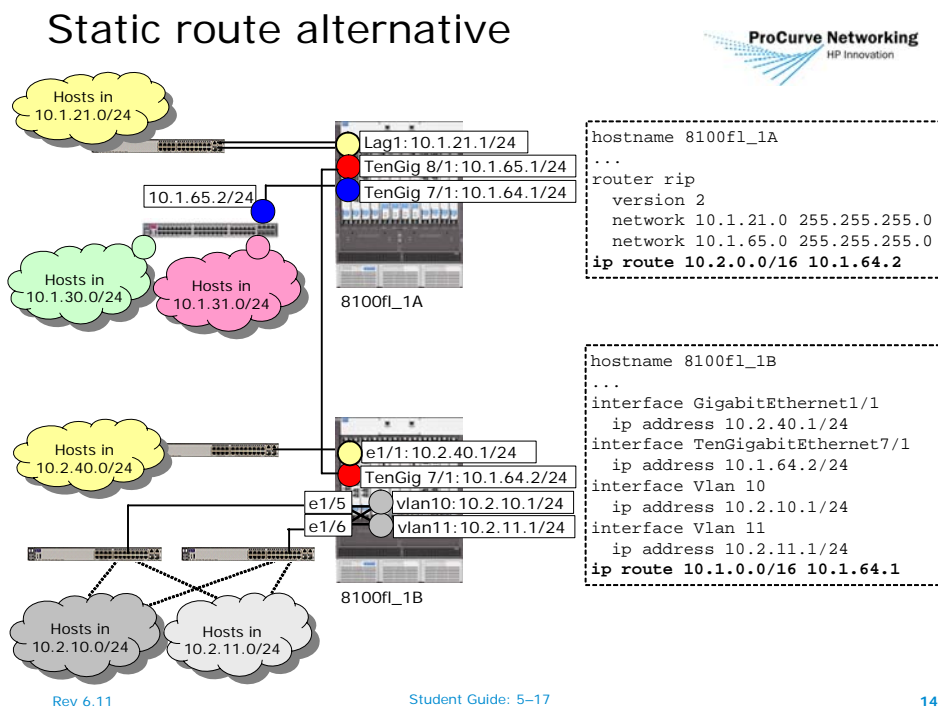 Static route alternative
ProCurve Networking
HP Innovation
Hosts in
10.1.21.0/24
Lag1:10.1.21.1/24
TenGig 8/1:10.1.65.1/24
TenGig 7/1:10.1.64.1/24
10.1.65.2/24
Hosts in
10.1.30.0/24
Hosts in
10.1.31.0/24
8100fl_1A
hostname 8100fl_1A
...
router rip
version 2
network 10.1.21.0 255.255.255.0
network 10.1.65.0 255.255.255.0
ip route 10.2.0.0/16 10.1.64.2
Hosts in
10.2.40.0/24
e1/1:10.2.40.1/24
TenGig 7/1:10.1.64.2/24
e1/5
vlan10:10.2.10.1/24
e1/6
vlan11:10.2.11.1/24
8100fl_1B
Hosts in
10.2.10.0/24
Hosts in
10.2.11.0/24
hostname 8100fl_1B
...
interface GigabitEthernet1/1
ip address 10.2.40.1/24
interface TenGigabitEthernet7/1
ip address 10.1.64.2/24
interface Vlan 10
ip address 10.2.10.1/24
interface Vlan 11
ip address 10.2.11.1/24
ip route 10.1.0.0/16 10.1.64.1
Rev 6.11
Student Guide: 5–17
14